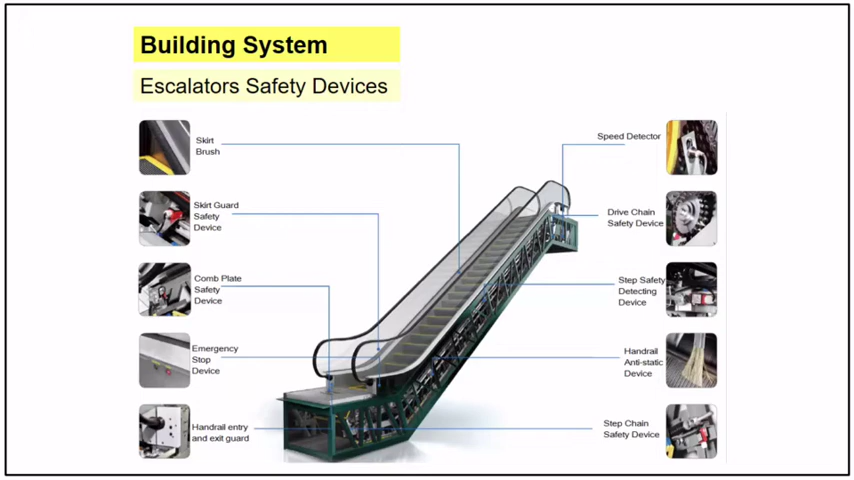 Building System
Escalators Safety Devices
Skirt
Brush
Skirt Guard
Safety
Device
Comb Plate
Safety
Device
Emergency
Stop
Device
Handrail entry
and exit guard
Speed Detector
Drive Chain
Safety Device
Step Safety
Detecting
Device
Handrail
Anti-static
Device
Step Chain
Safety Device